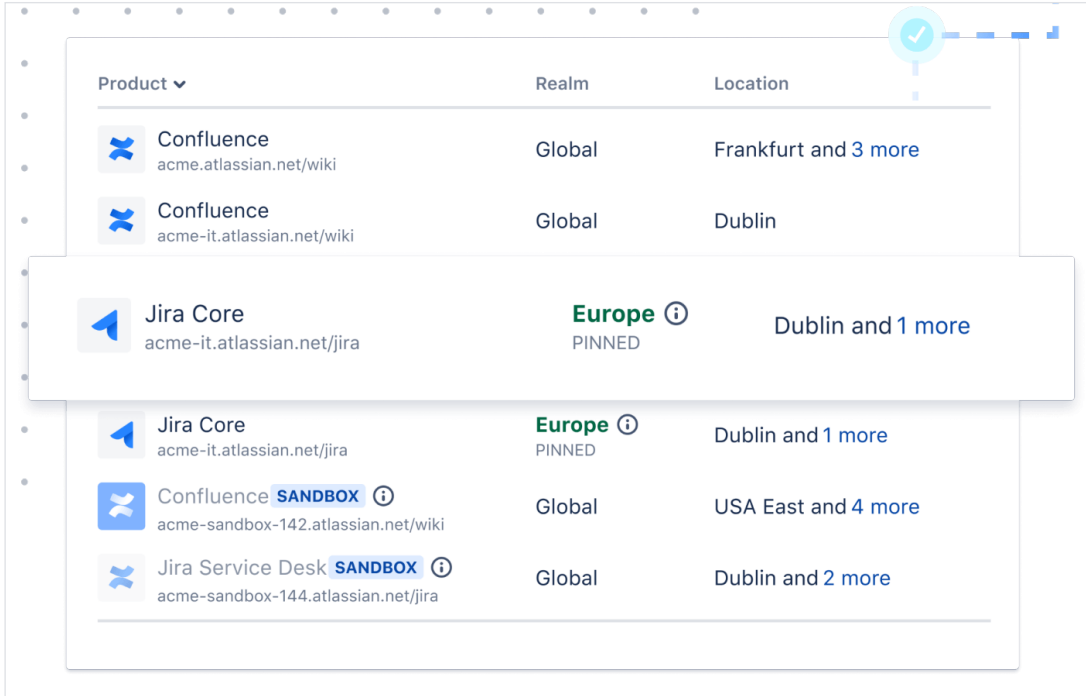 Product Realm Location
Confluence
acme.atlassian.net/wiki
Global
Frankfurt and 3 more
Confluence
acme-it.atlassian.net/wiki
Global
Dublin
Jira Core
acme-it.atlassian.net/jira
Europe
PINNED
Dublin and 1 more
Jira Core
acme-it.atlassian.net/jira
Europe
PINNED
Dublin and 1 more
Confluence SANDBOX
acme-sandbox-142.atlassian.net/wiki
Global
USA East and 4 more
Jira Service Desk SANDBOX
acme-sandbox-144.atlassian.net/jira
Global
Dublin and 2 more